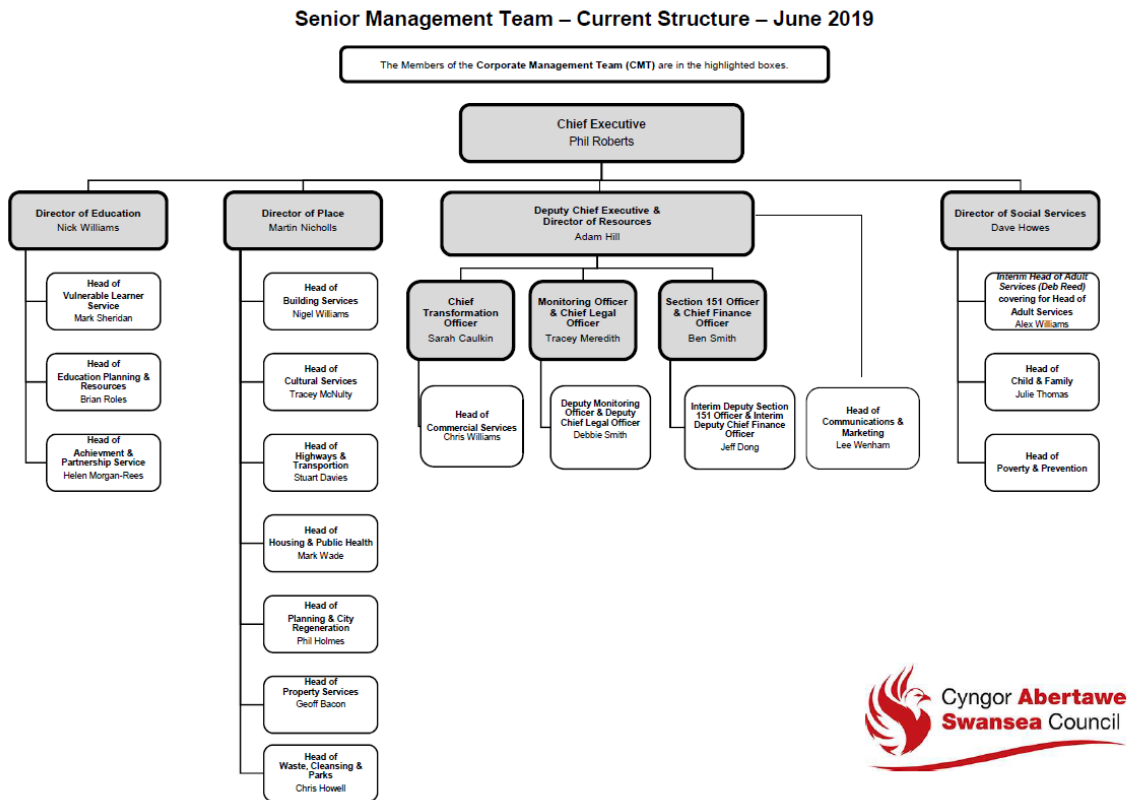 Senior Management Team – Current Structure – June 2019
The Members of the Corporate Management Team (CMT) are in the highlighted boxes.
Chief Executive
Phil Roberts
Director of Education
Nick Williams
Head of
Vulnerable Learner
Service
Mark Sheridan
Head of
Education Planning &
Resources
Brian Roles
Head of
Achievment &
Partnership Service
Helen Morgan-Rees
Director of Place
Martin Nicholls
Head of
Building Services
Nigel Williams
Head of
Cultural Services
Tracey McNulty
Head of
Highways &
Transportion
Stuart Davies
Head of
Housing & Public Health
Mark Wade
Head of
Planning & City
Regeneration
Phil Holmes
Head of
Property Services
Geoff Bacon
Head of
Waste, Cleansing &
Parks
Chris Howell
Deputy Chief Executive &
Director of Resources
Adam Hill
Chief
Transformation
Officer
Sarah Caulkin
Head of
Commercial Services
Chris Williams
Monitoring Officer
& Chief Legal
Officer
Tracey Meredith
Deputy Monitoring
Officer & Deputy
Chief Legal Officer
Debbie Smith
Section 151 Officer
& Chief Finance
Officer
Ben Smith
Interim Deputy Section
151 Officer & Interim
Deputy Chief Finance
Officer
Jeff Dong
Head of
Communications &
Marketing
Lee Wenham
Director of Social Services
Dave Howes
Interim Head of Adult
Services (Deb Reed)
covering for Head of
Adult Services
Alex Williams
Head of
Child & Family
Julie Thomas
Head of
Poverty & Prevention
Cyngor Abertawe
Swansea Council